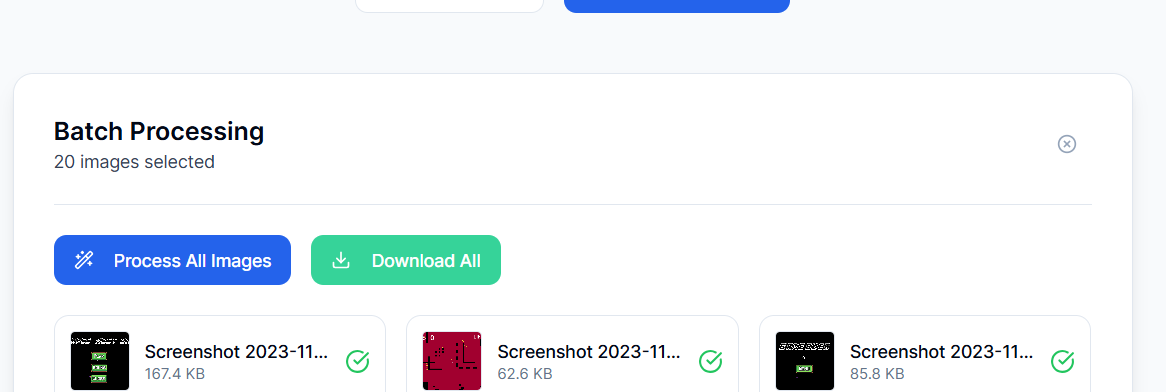 Batch Processing
20 images selected
Process All Images
Download All
Screenshot 2023-11...
167.4 KB
Screenshot 2023-11...
62.6 KB
Screenshot 2023-11...
85.8 KB